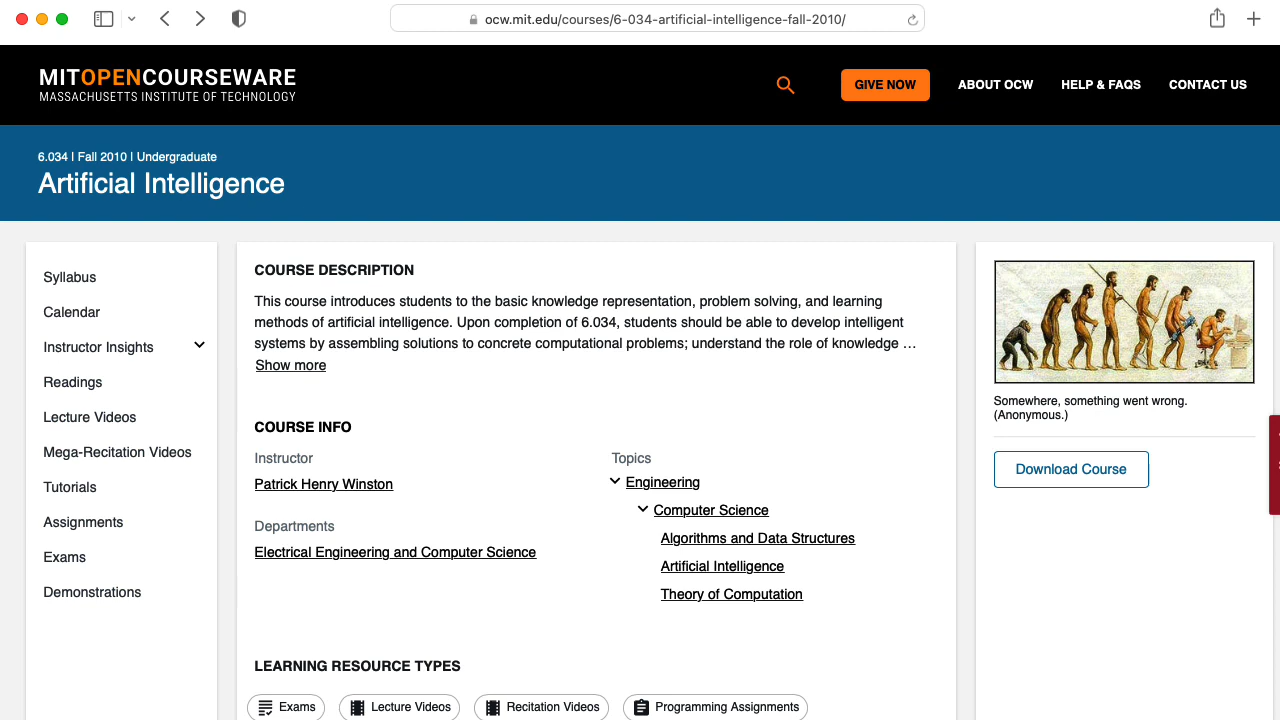 ocw.mit.edu/courses/6-034-artificial-intelligence-fall-2010/
MITOPENCOURSEWARE
MASSACHUSETTS INSTITUTE OF TECHNOLOGY
GIVE NOW
ABOUT OCW
HELP & FAQS
CONTACT US
6.034 | Fall 2010 | Undergraduate
Artificial Intelligence
Syllabus
Calendar
Instructor Insights
Readings
Lecture Videos
Mega-Recitation Videos
Tutorials
Assignments
Exams
Demonstrations
COURSE DESCRIPTION
This course introduces students to the basic knowledge representation, problem solving, and learning
methods of artificial intelligence. Upon completion of 6.034, students should be able to develop intelligent
systems by assembling solutions to concrete computational problems; understand the role of knowledge …
Show more
COURSE INFO
Instructor
Patrick Henry Winston
Departments
Electrical Engineering and Computer Science
Topics
Engineering
Computer Science
Algorithms and Data Structures
Artificial Intelligence
Theory of Computation
LEARNING RESOURCE TYPES
Exams
Lecture Videos
Recitation Videos
Programming Assignments
Somewhere, something went wrong.
(Anonymous.)
Download Course